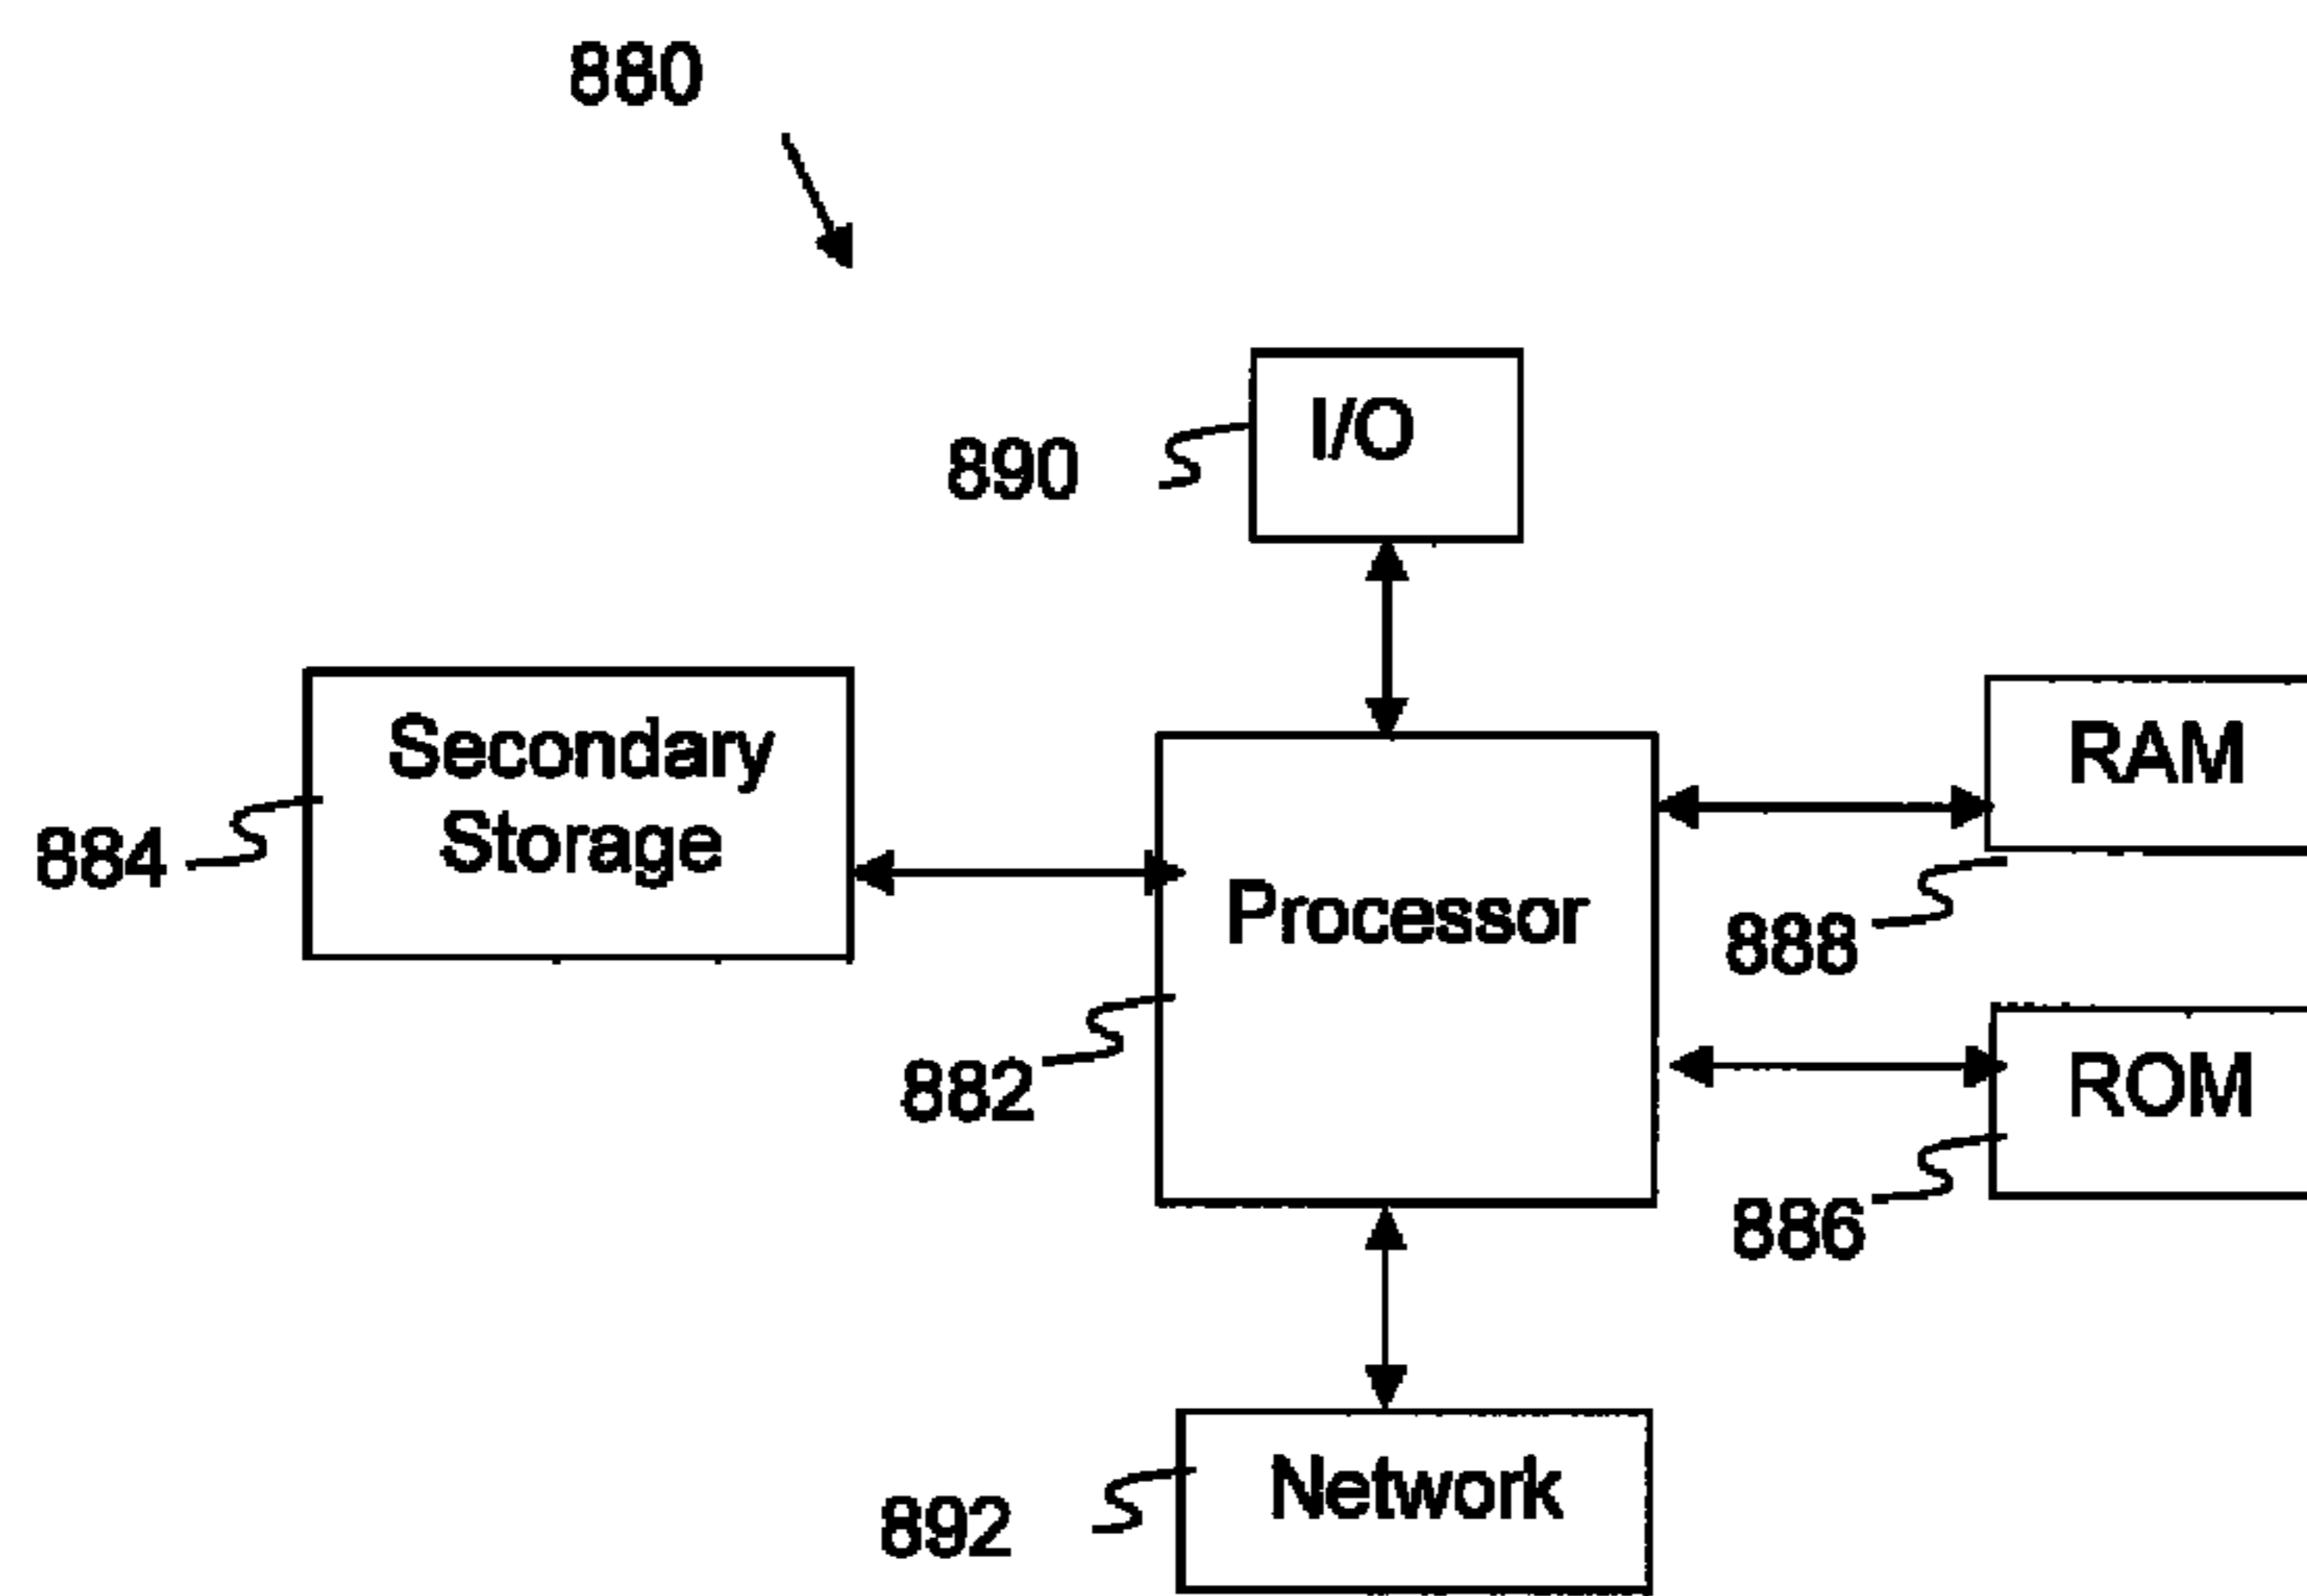 880
I/O
890
Secondary
Storage
884
RAM
Processor
888
882
ROM
886
Network
892